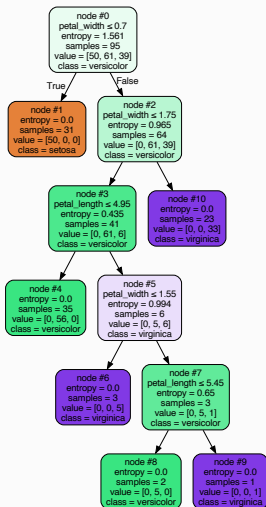 node #0
petal_width ≤ 0.7
entropy = 1.561
samples = 95
value = [50, 61, 39]
class = versicolor
True
False
node #1
entropy = 0.0
samples = 31
value = [50, 0, 0]
class = setosa
node #2
petal_width ≤ 1.75
entropy = 0.965
samples = 64
value = [0, 61, 39]
class = versicolor
node #3
petal_length ≤ 4.95
entropy = 0.435
samples = 41
value = [0, 61, 6]
class = versicolor
node #10
entropy = 0.0
samples = 23
value = [0, 0, 33]
class = virginica
node #4
entropy = 0.0
samples = 35
value = [0, 56, 0]
class = versicolor
node #5
petal_width ≤ 1.55
entropy = 0.994
samples = 6
value = [0, 5, 6]
class = virginica
node #6
entropy = 0.0
samples = 3
value = [0, 0, 5]
class = virginica
node #7
petal_length ≤ 5.45
entropy = 0.65
samples = 3
value = [0, 5, 1]
class = versicolor
node #8
entropy = 0.0
samples = 2
value = [0, 5, 0]
class = versicolor
node #9
entropy = 0.0
samples = 1
value = [0, 0, 1]
class = virginica